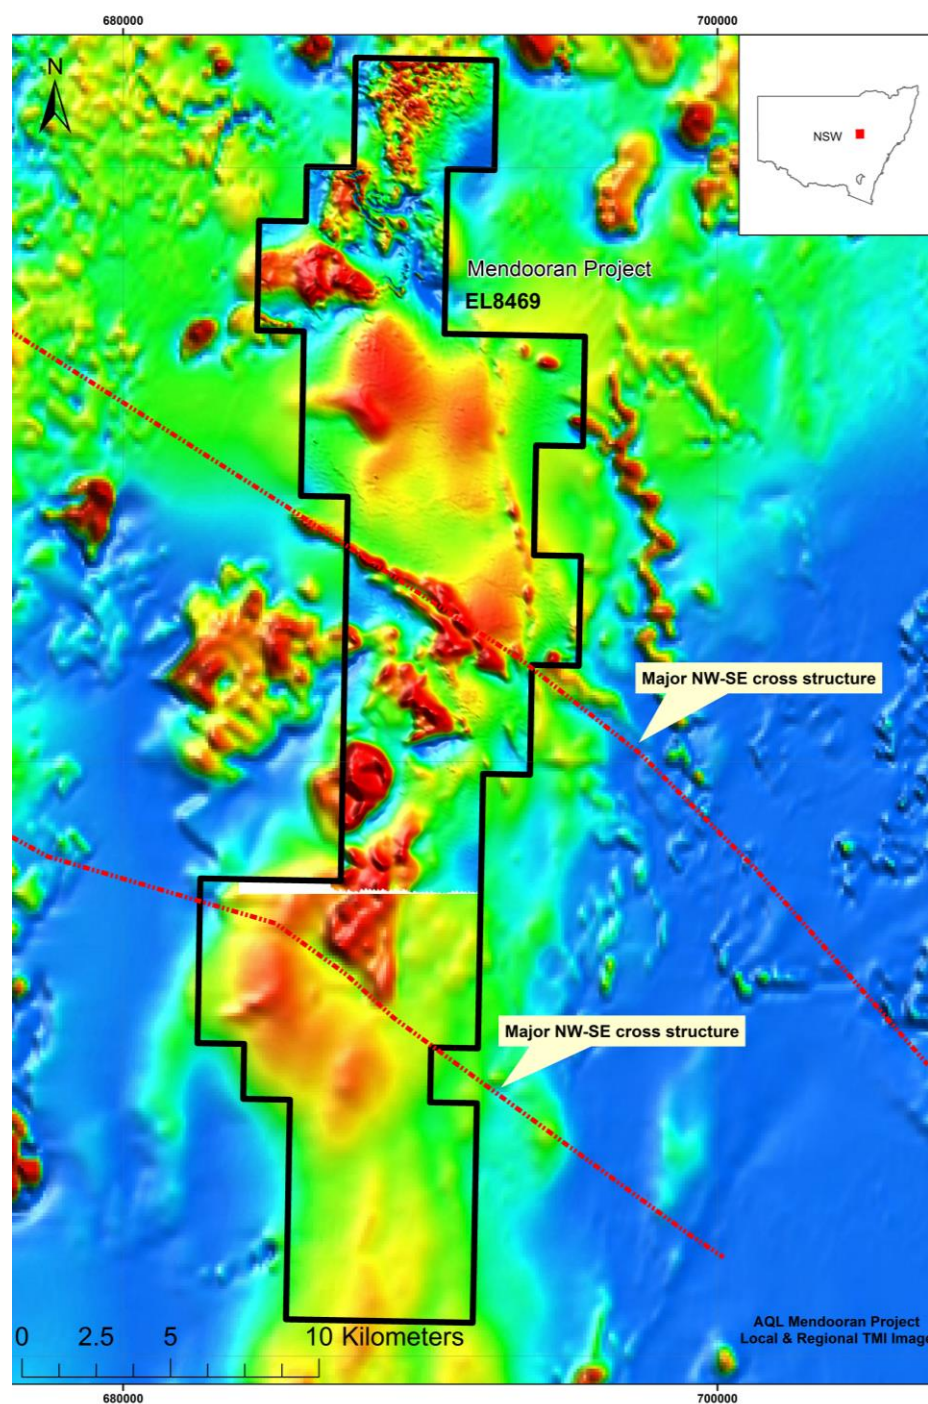 680000
700000
N
NSW
Mendooran Project
EL8469
Major NW-SE cross structure
Major NW-SE cross structure
AQL Mendooran Project
Local & Regional TMI Image
0 2.5 5 10 Kilometers
680000
700000